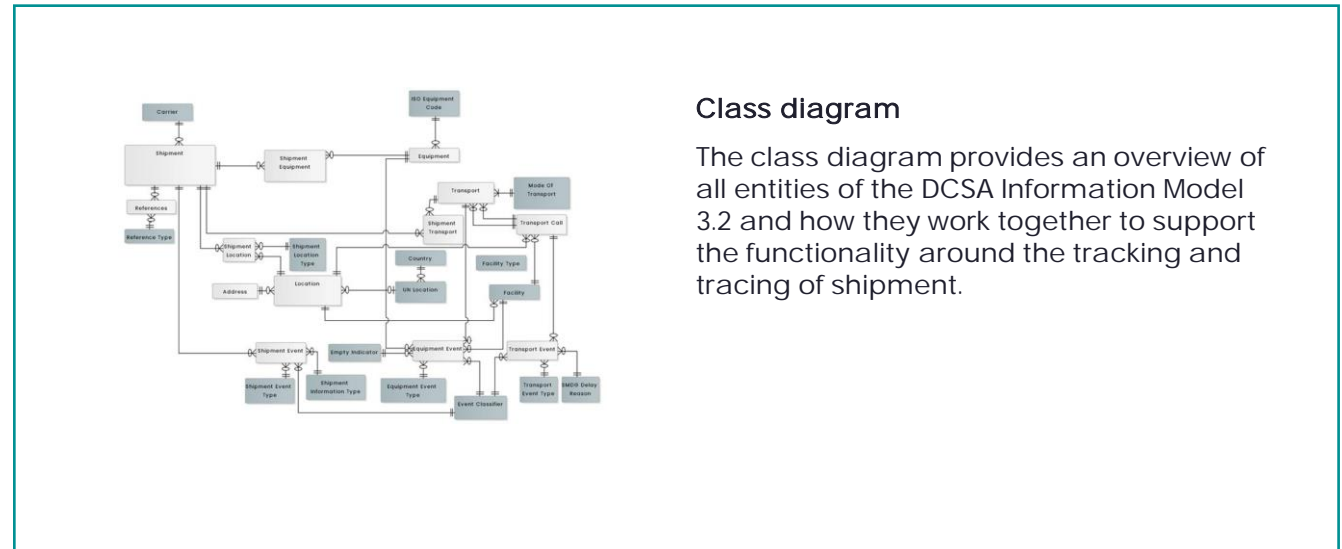 Class diagram
The class diagram provides an overview of
all entities of the DCSA Information Model
3.2 and how they work together to support
the functionality around the tracking and
tracing of shipment.
Carrier
ISO Equipment
Code
Shipment
Shipment
Equipment
Equipment
Transport
Mode Of
Transport
References
Reference Type
Shipment
Transport
Transport Call
Shipment
Location
Shipment
Location
Type
Country
Facility Type
Address
Location
UN Location
Facility
Shipment Event
Empty Indicator
Equipment Event
Transport Event
Shipment Event
Type
Shipment
Information Type
Equipment Event
Type
Event Classifier
Transport
Event Type
SMDG Delay
Reason